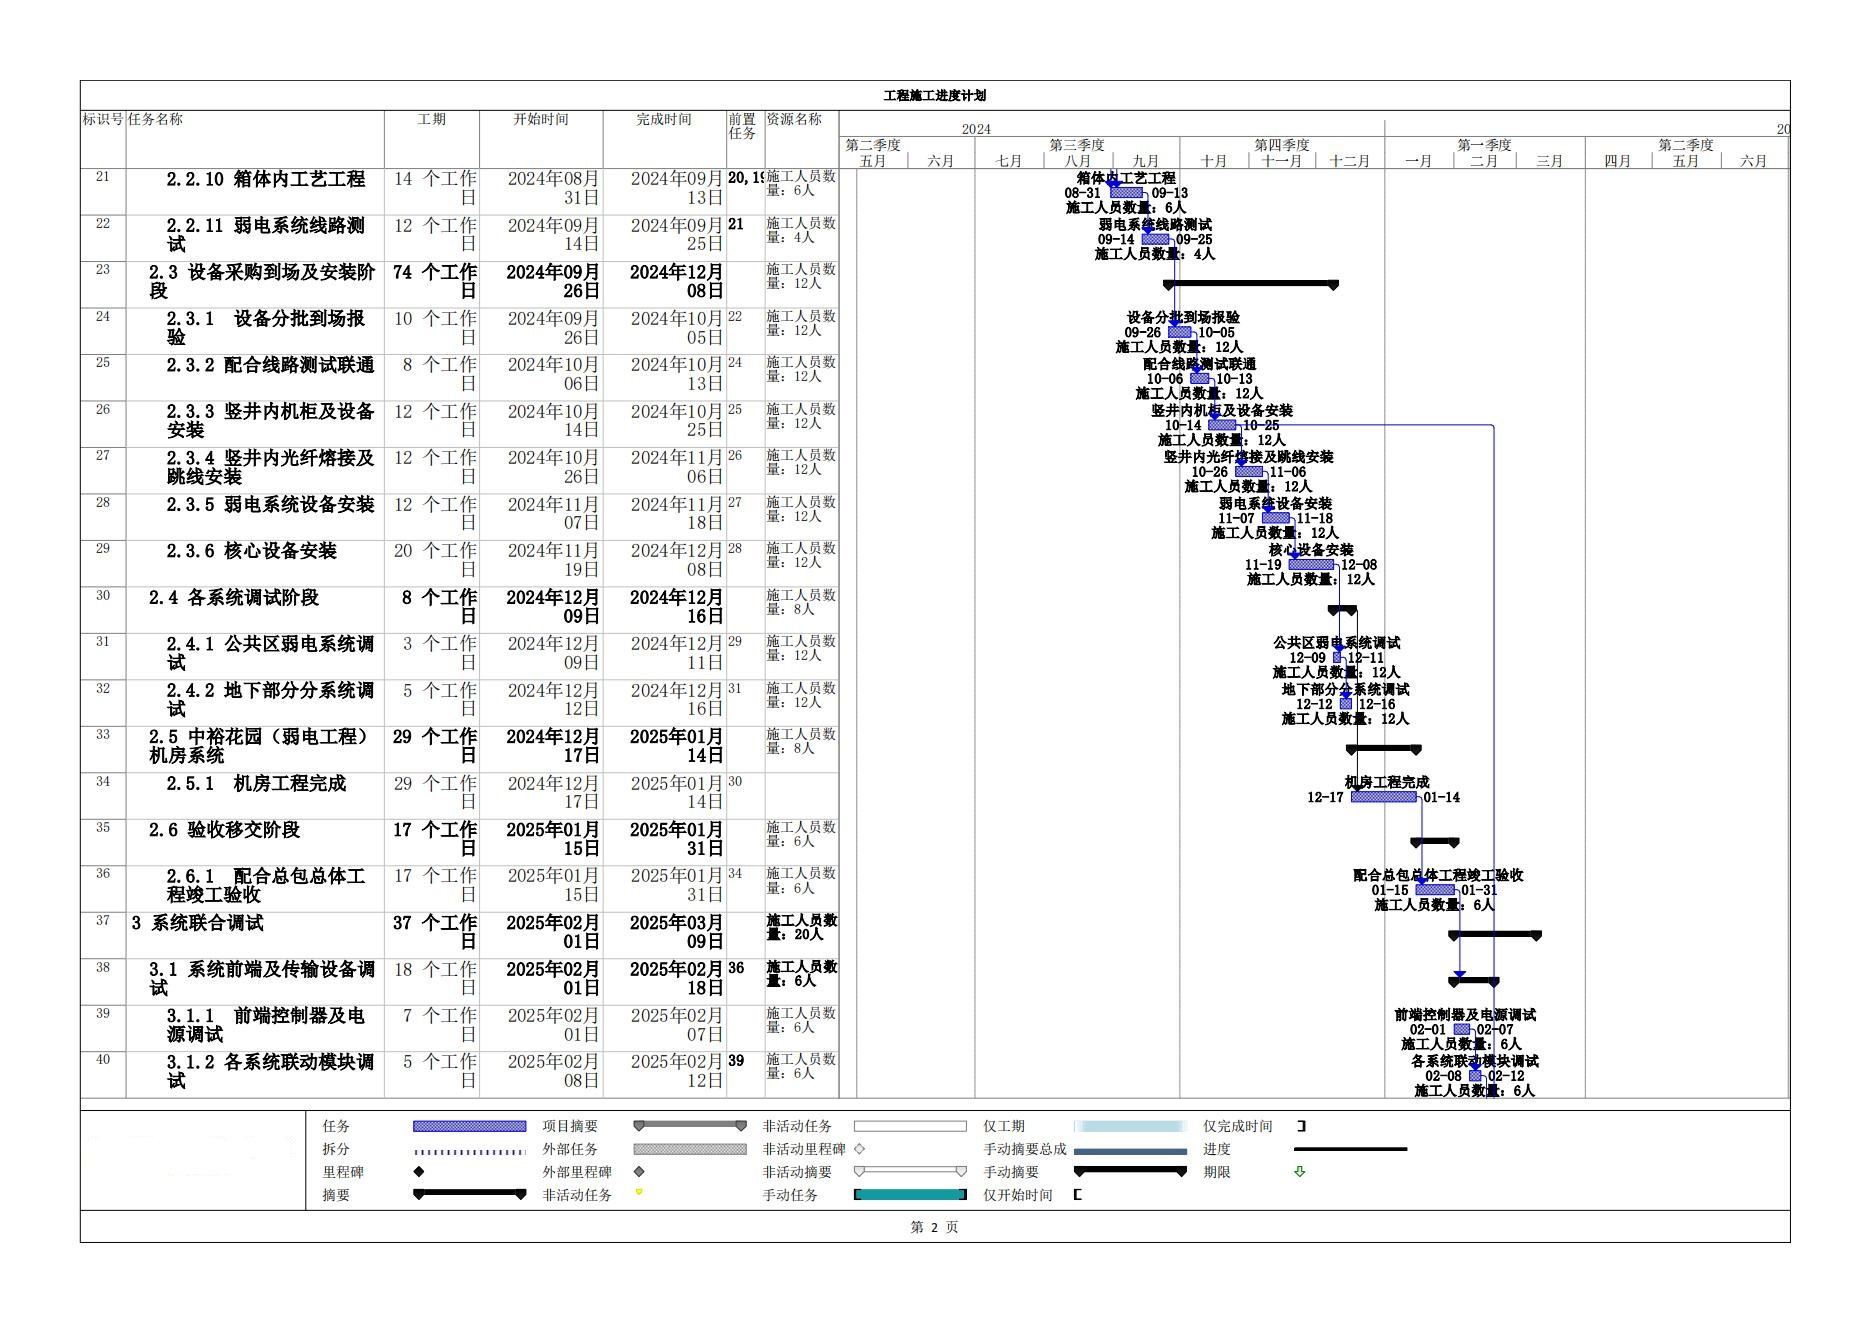 工程施工进度计划
标识号 任务名称 工期 开始时间 完成时间 前置任务 资源名称
2024 20
第二季度 第三季度 第四季度 第一季度 第二季度
五月 六月 七月 八月 九月 十月 十一月 十二月 一月 二月 三月 四月 五月 六月
21 2.2.10 箱体内工艺工程 14 个工作日 2024年08月31日 2024年09月13日 20,19 施工人员数量: 6人
箱体内工艺工程
08-31 09-13
施工人员数量: 6人
22 2.2.11 弱电系统线路测试 12 个工作日 2024年09月14日 2024年09月25日 21 施工人员数量: 4人
弱电系统线路测试
09-14 09-25
施工人员数量: 4人
23 2.3 设备采购到场及安装阶段 74 个工作日 2024年09月26日 2024年12月08日 施工人员数量: 12人
24 2.3.1 设备分批到场报验 10 个工作日 2024年09月26日 2024年10月05日 22 施工人员数量: 12人
设备分批到场报验
09-26 10-05
施工人员数量: 12人
25 2.3.2 配合线路测试联通 8 个工作日 2024年10月06日 2024年10月13日 24 施工人员数量: 12人
配合线路测试联通
10-06 10-13
施工人员数量: 12人
26 2.3.3 竖井内机柜及设备安装 12 个工作日 2024年10月14日 2024年10月25日 25 施工人员数量: 12人
竖井内机柜及设备安装
10-14 10-25
施工人员数量: 12人
27 2.3.4 竖井内光纤熔接及跳线安装 12 个工作日 2024年10月26日 2024年11月06日 26 施工人员数量: 12人
竖井内光纤熔接及跳线安装
10-26 11-06
施工人员数量: 12人
28 2.3.5 弱电系统设备安装 12 个工作日 2024年11月07日 2024年11月18日 27 施工人员数量: 12人
弱电系统设备安装
11-07 11-18
施工人员数量: 12人
29 2.3.6 核心设备安装 20 个工作日 2024年11月19日 2024年12月08日 28 施工人员数量: 12人
核心设备安装
11-19 12-08
施工人员数量: 12人
30 2.4 各系统调试阶段 8 个工作日 2024年12月09日 2024年12月16日 施工人员数量: 8人
31 2.4.1 公共区弱电系统调试 3 个工作日 2024年12月09日 2024年12月11日 29 施工人员数量: 12人
公共区弱电系统调试
12-09 12-11
施工人员数量: 12人
32 2.4.2 地下部分分系统调试 5 个工作日 2024年12月12日 2024年12月16日 31 施工人员数量: 12人
地下部分分系统调试
12-12 12-16
施工人员数量: 12人
33 2.5 中裕花园（弱电工程）机房系统 29 个工作日 2024年12月17日 2025年01月14日 施工人员数量: 8人
34 2.5.1 机房工程完成 29 个工作日 2024年12月17日 2025年01月14日 30
机房工程完成
12-17 01-14
35 2.6 验收移交阶段 17 个工作日 2025年01月15日 2025年01月31日 施工人员数量: 6人
36 2.6.1 配合总包总体工程竣工验收 17 个工作日 2025年01月15日 2025年01月31日 34 施工人员数量: 6人
配合总包总体工程竣工验收
01-15 01-31
施工人员数量: 6人
37 3 系统联合调试 37 个工作日 2025年02月01日 2025年03月09日 施工人员数量: 20人
38 3.1 系统前端及传输设备调试 18 个工作日 2025年02月01日 2025年02月18日 36 施工人员数量: 6人
39 3.1.1 前端控制器及电源调试 7 个工作日 2025年02月01日 2025年02月07日 施工人员数量: 6人
前端控制器及电源调试
02-01 02-07
施工人员数量: 6人
40 3.1.2 各系统联动模块调试 5 个工作日 2025年02月08日 2025年02月12日 39 施工人员数量: 6人
各系统联动模块调试
02-08 02-12
施工人员数量: 6人
任务 项目摘要 非活动任务 仅工期 仅完成时间
拆分 外部任务 非活动里程碑 手动摘要总成 进度
里程碑 外部里程碑 非活动摘要 手动摘要 期限
摘要 非活动任务 手动任务 仅开始时间
第 2 页